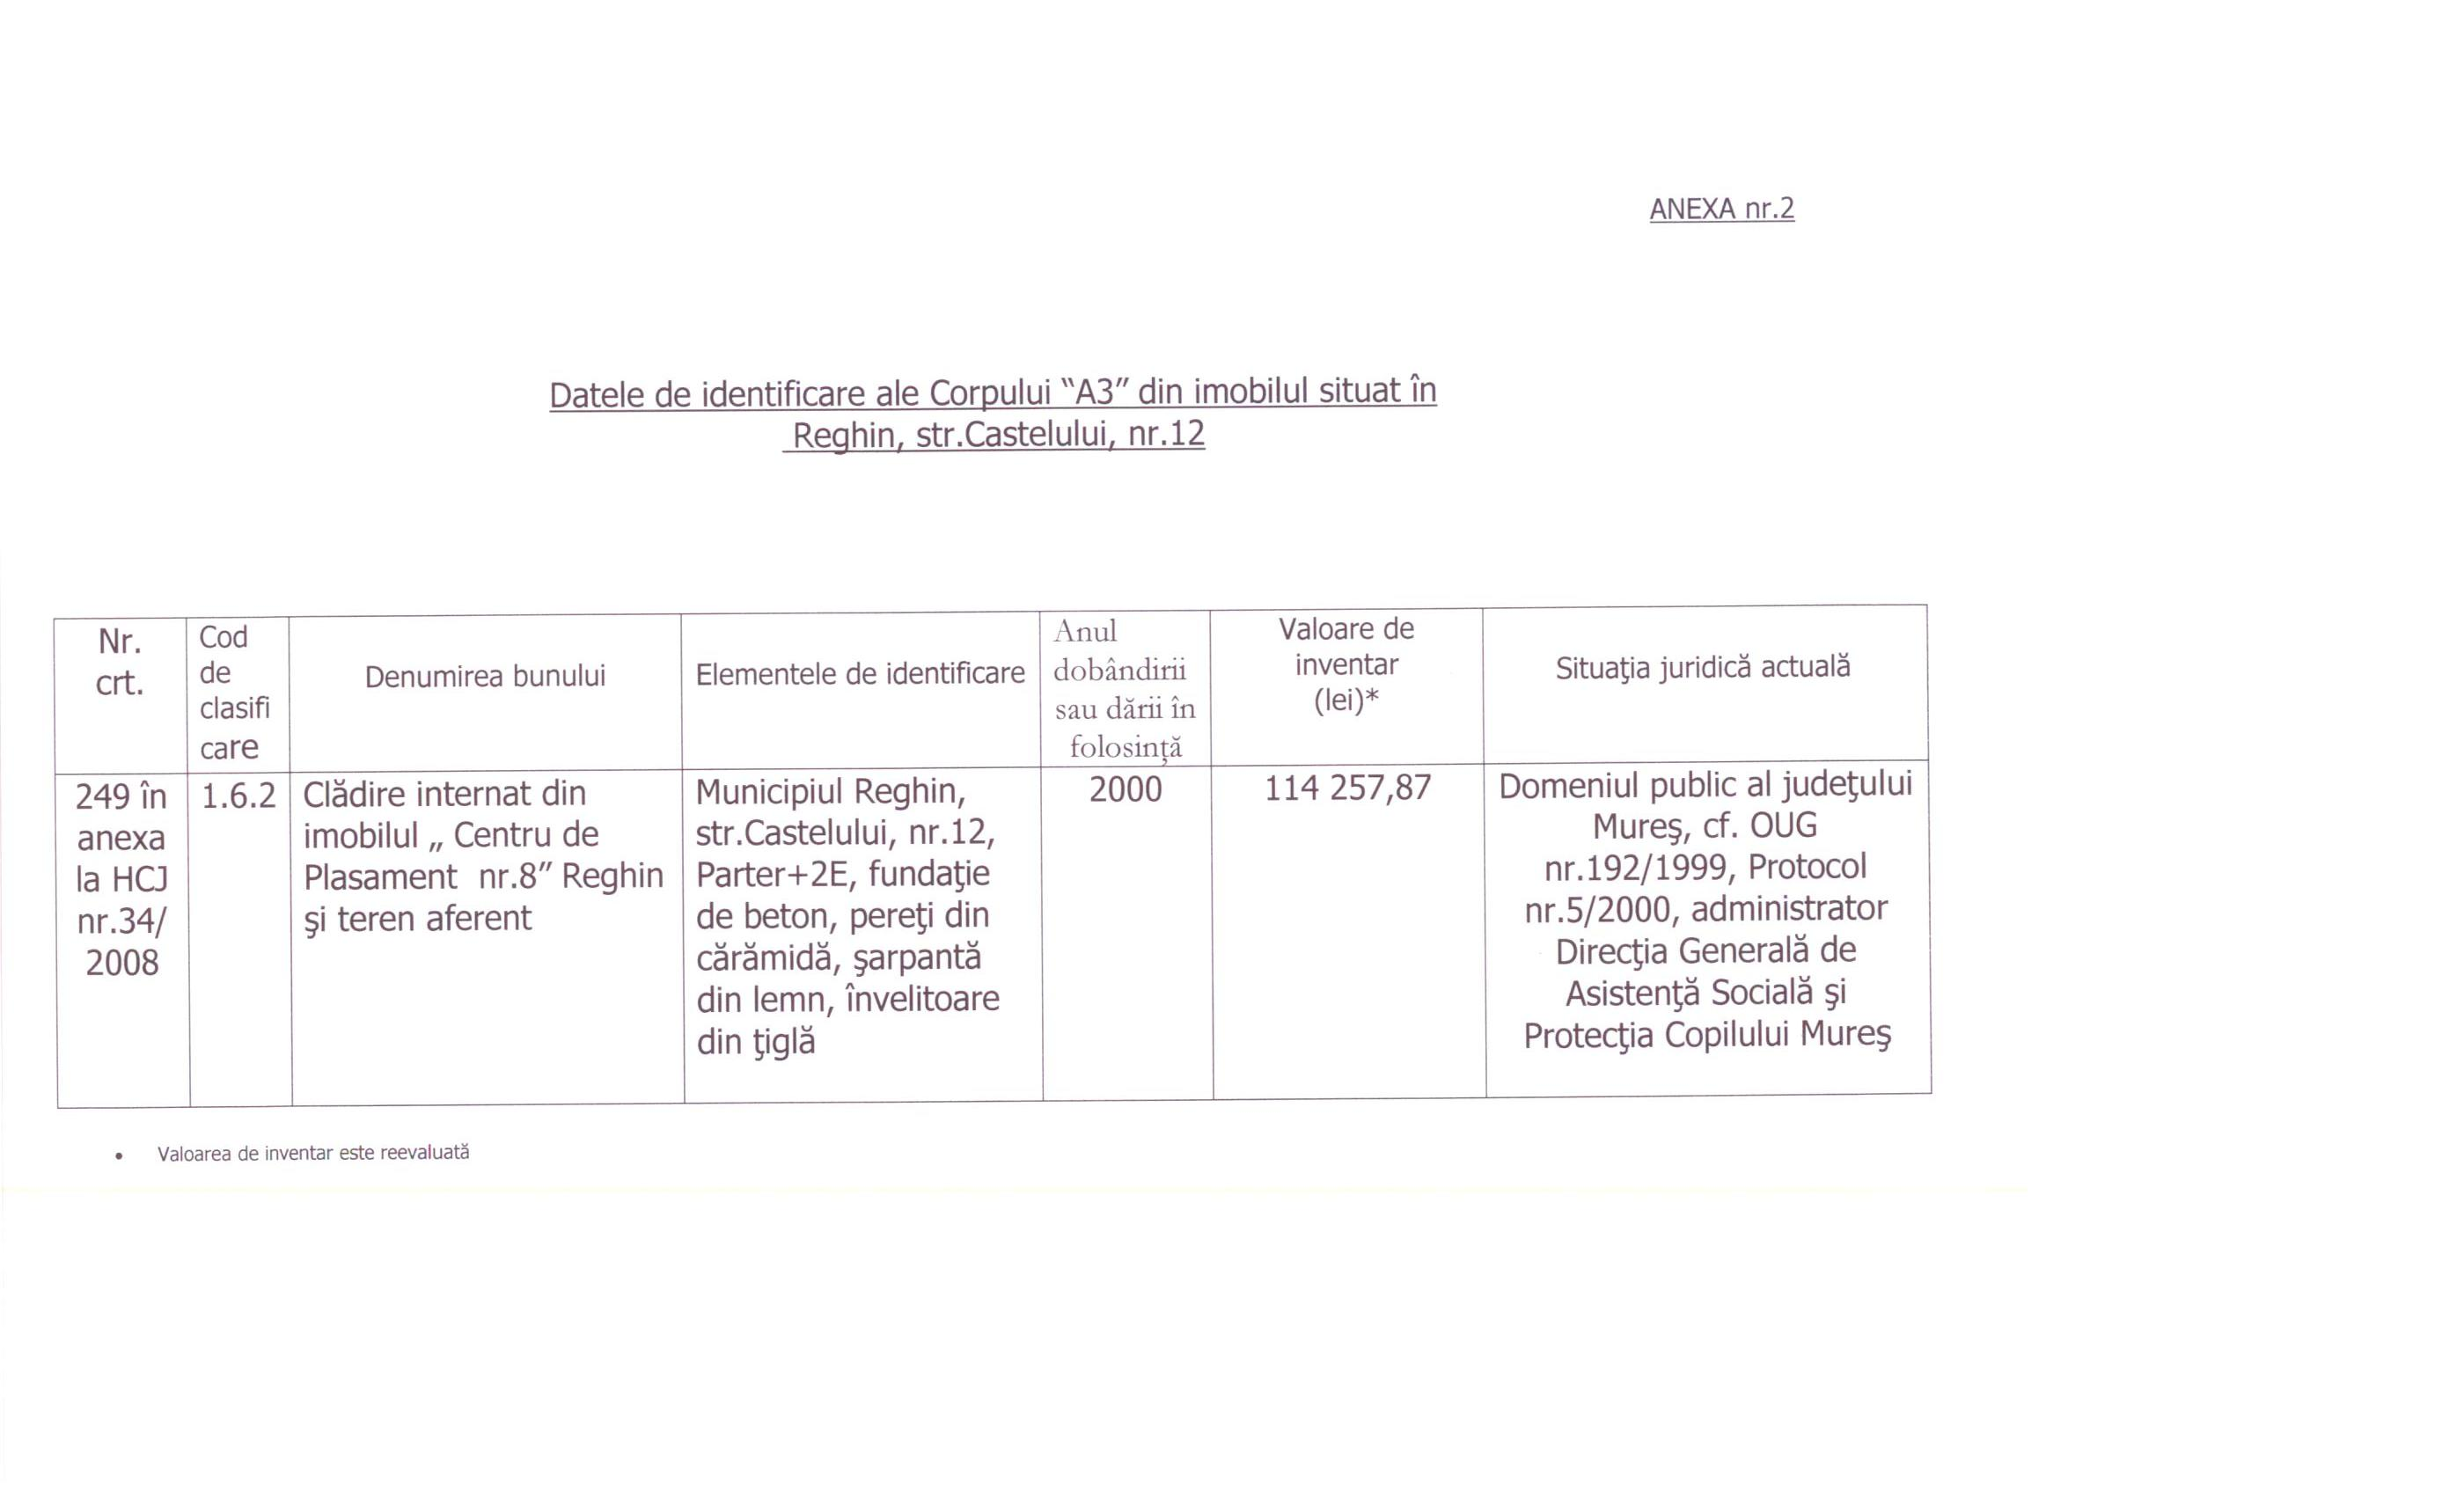 ANEXA nr.2
Datele de identificare ale Corpului “A3” din imobilul situat în
Reghin, str.Castelului, nr.12
Nr.
crt.
Cod
de
clasifi
care
Denumirea bunului
Elementele de identificare
Anul
dobândirii
sau dării în
folosinţă
Valoare de
inventar
(lei)*
Situaţia juridică actuală
249 în
anexa
la HCJ
nr.34/
2008
1.6.2
Clădire internat din
imobilul „ Centru de
Plasament nr.8” Reghin
şi teren aferent
Municipiul Reghin,
str.Castelului, nr.12,
Parter+2E, fundaţie
de beton, pereţi din
cărămidă, şarpantă
din lemn, învelitoare
din ţiglă
2000
114 257,87
Domeniul public al judeţului
Mureş, cf. OUG
nr.192/1999, Protocol
nr.5/2000, administrator
Direcţia Generală de
Asistenţă Socială şi
Protecţia Copilului Mureş
• Valoarea de inventar este reevaluată